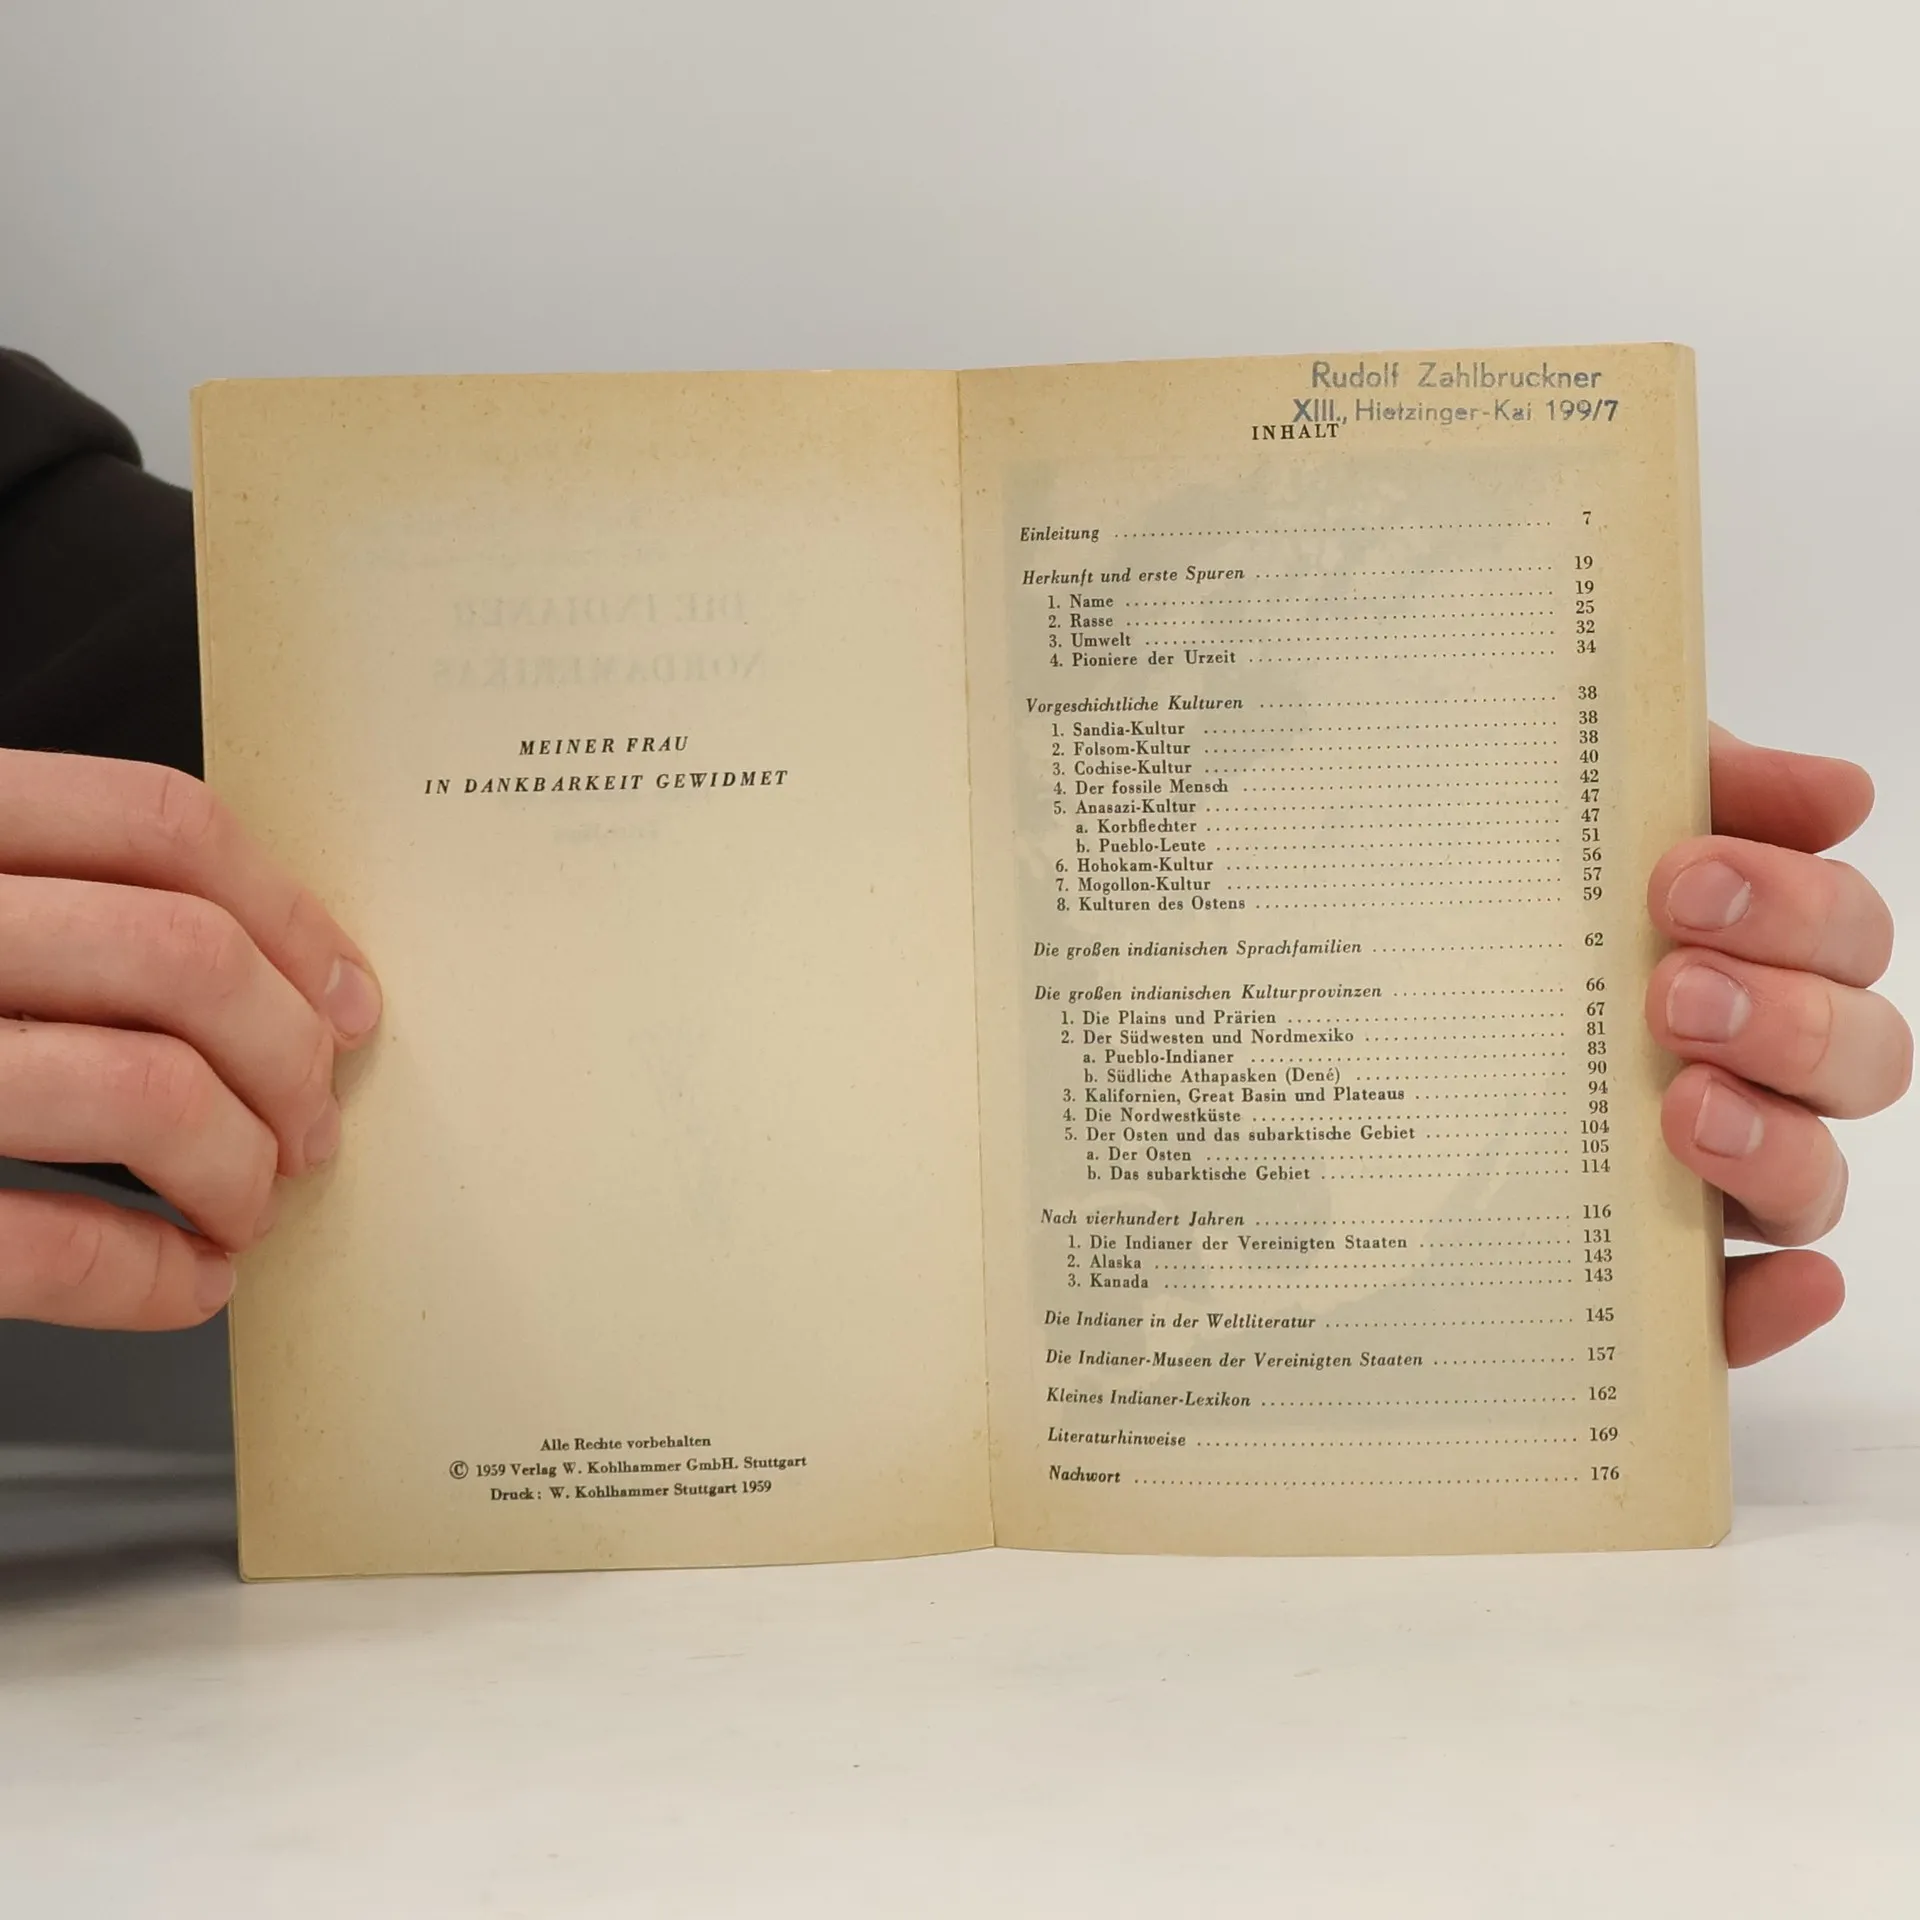 MEINER FRAU
IN DANKBARKEIT GEWIDMET
Alle Rechte vorbehalten
© 1959 Verlag W. Kohlhammer GmbH. Stuttgart
Druck: W. Kohlhammer Stuttgart 1959
Rudolf Zahlbruckner
XIII., Hietzinger-Kai 199/7
INHALT
Einleitung 7
Herkunft und erste Spuren 19
1. Name 19
2. Rasse 25
3. Umwelt 32
4. Pioniere der Urzeit 34
Vorgeschichtliche Kulturen 38
1. Sandia-Kultur 38
2. Folsom-Kultur 38
3. Cochise-Kultur 40
4. Der fossile Mensch 42
5. Anasazi-Kultur 47
a. Korbflechter 47
b. Pueblo-Leute 51
6. Hohokam-Kultur 56
7. Mogollon-Kultur 57
8. Kulturen des Ostens 59
Die großen indianischen Sprachfamilien 62
Die großen indianischen Kulturprovinzen 66
1. Die Plains und Prärien 67
2. Der Südwesten und Nordmexiko 81
a. Pueblo-Indianer 83
b. Südliche Athapasken (Dené) 90
3. Kalifornien, Great Basin und Plateaus 94
4. Die Nordwestküste 98
5. Der Osten und das subarktische Gebiet 104
a. Der Osten 105
b. Das subarktische Gebiet 114
Nach vierhundert Jahren 116
1. Die Indianer der Vereinigten Staaten 131
2. Alaska 143
3. Kanada 143
Die Indianer in der Weltliteratur 145
Die Indianer-Museen der Vereinigten Staaten 157
Kleines Indianer-Lexikon 162
Literaturhinweise 169
Nachwort 176